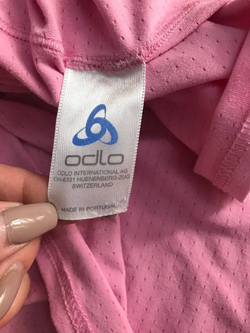 odlo
ODLO INTERNATIONAL AG
CH-6331 HUENENBERG-ZUG
SWITZERLAND
MADE IN PORTUGAL